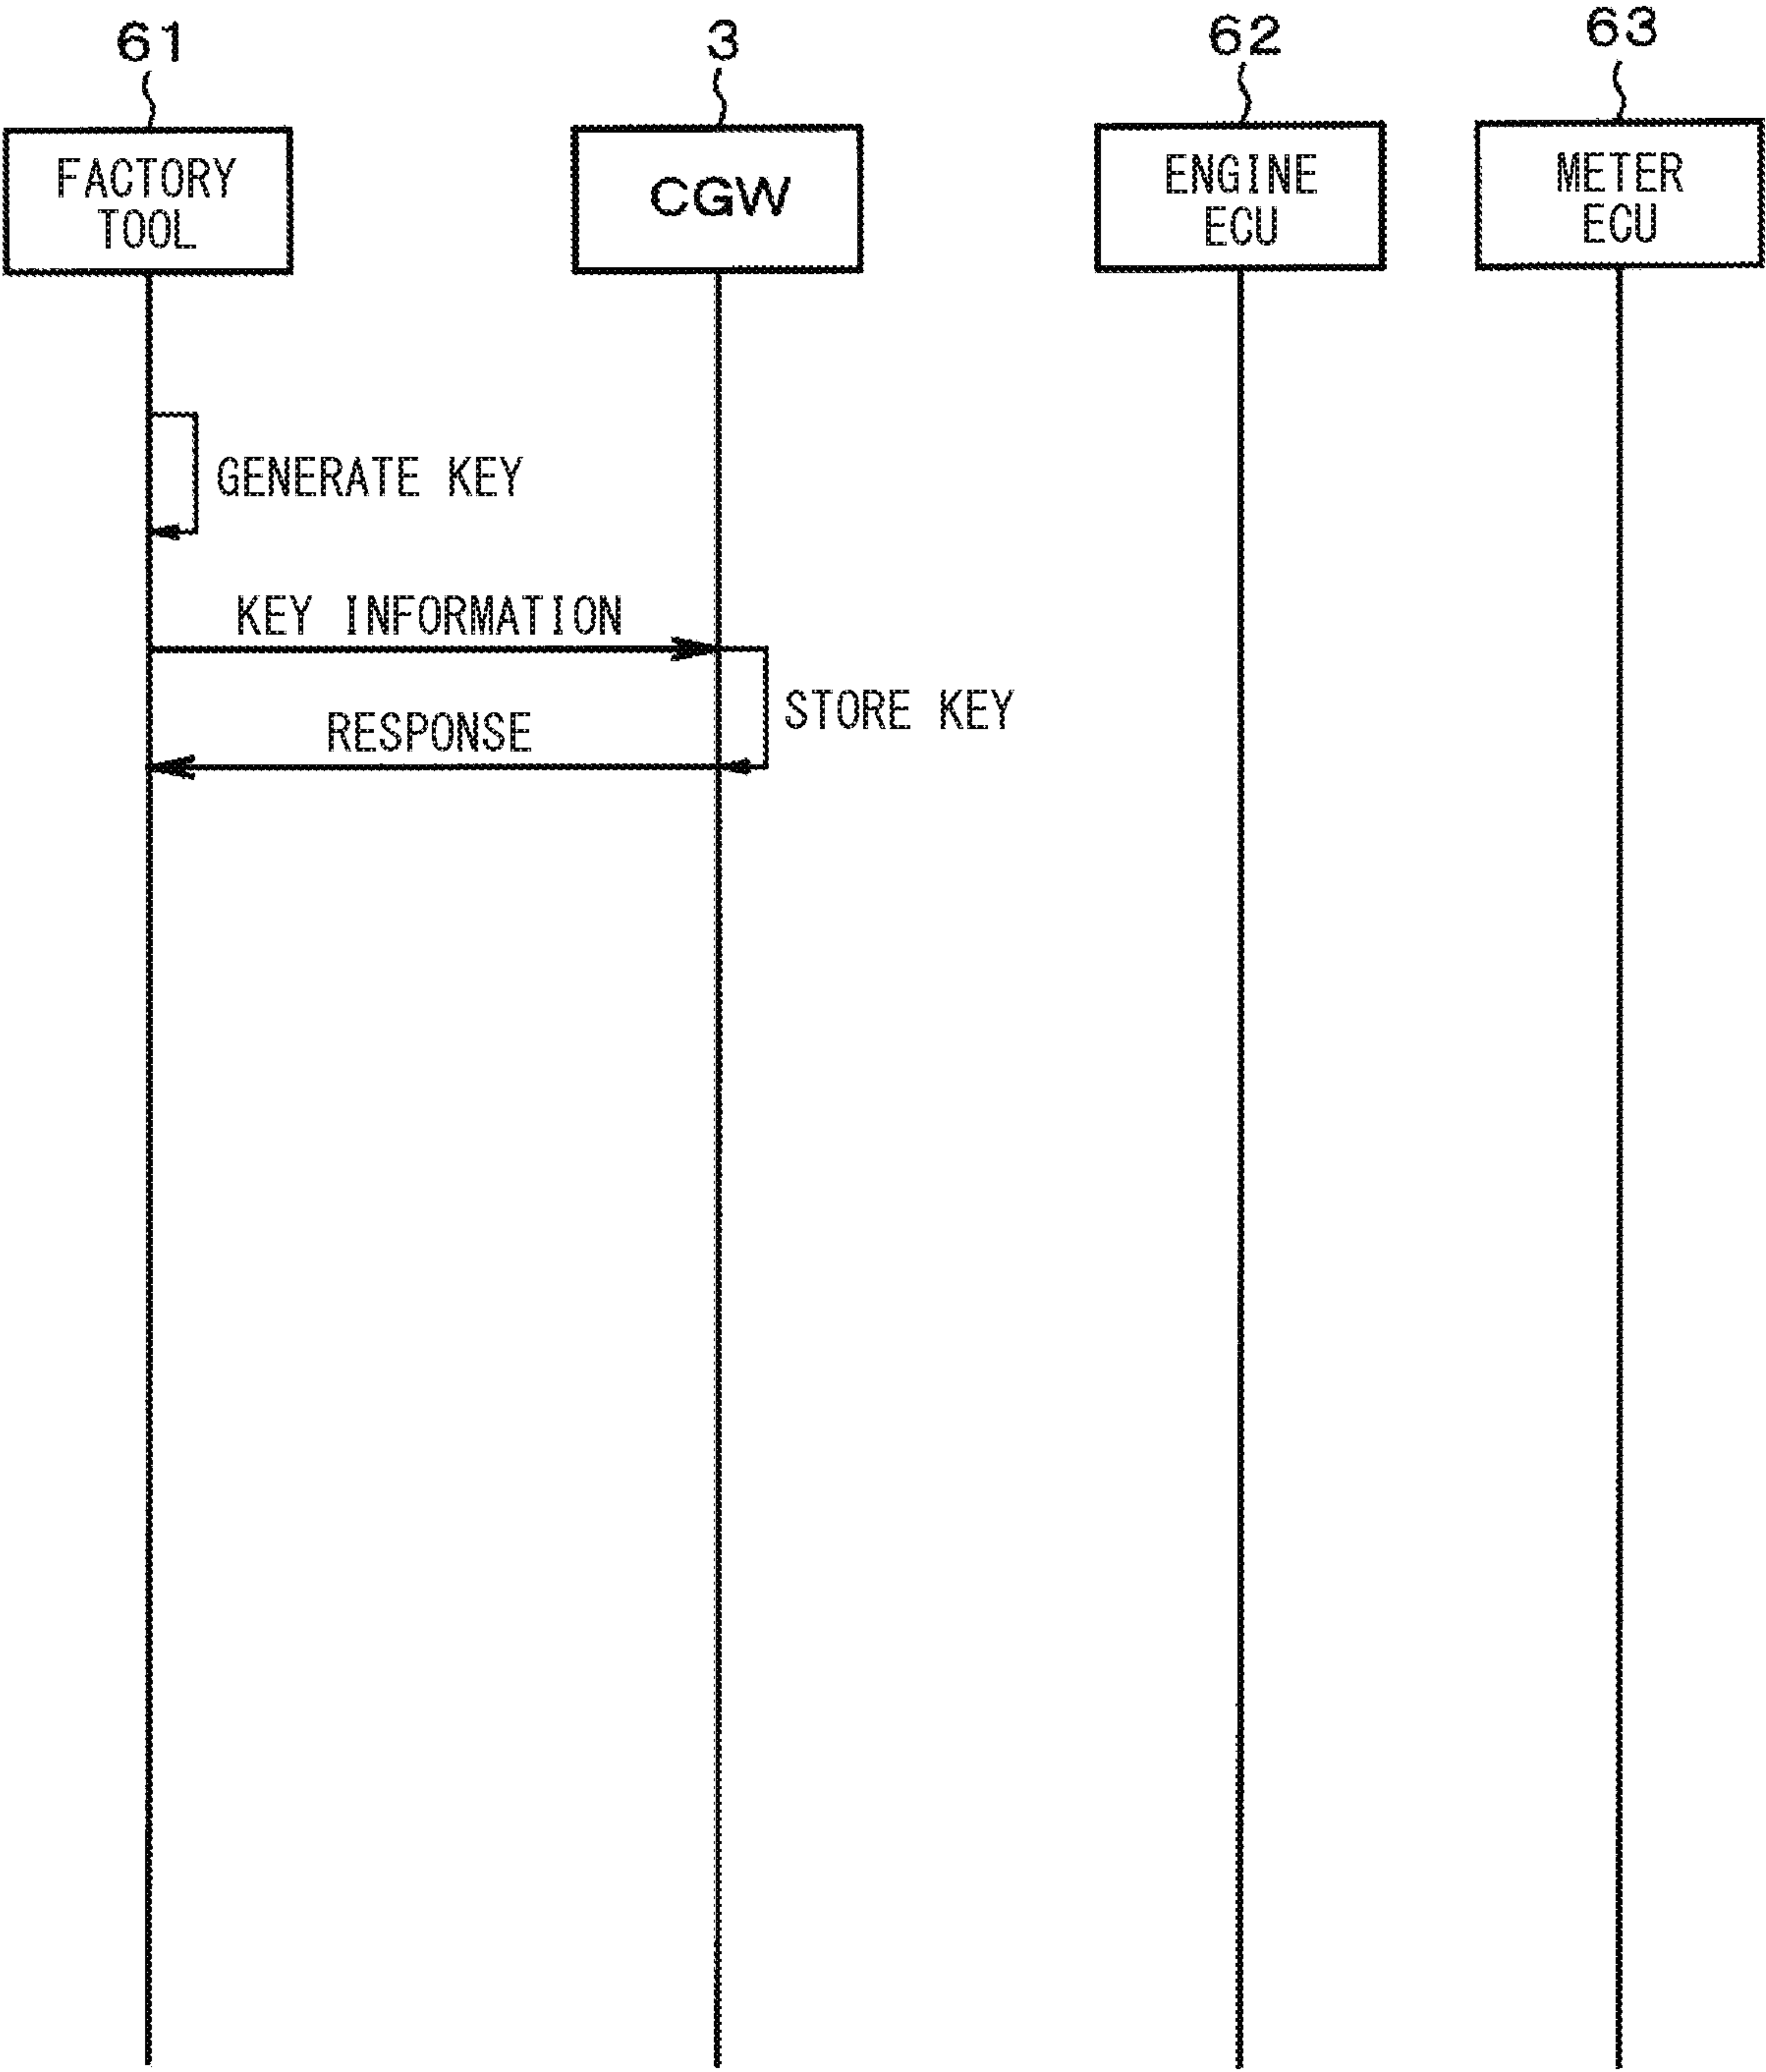 61
3
62
63
FACTORY
TOOL
CGW
ENGINE
ECU
METER
ECU
GENERATE KEY
KEY INFORMATION
STORE KEY
RESPONSE